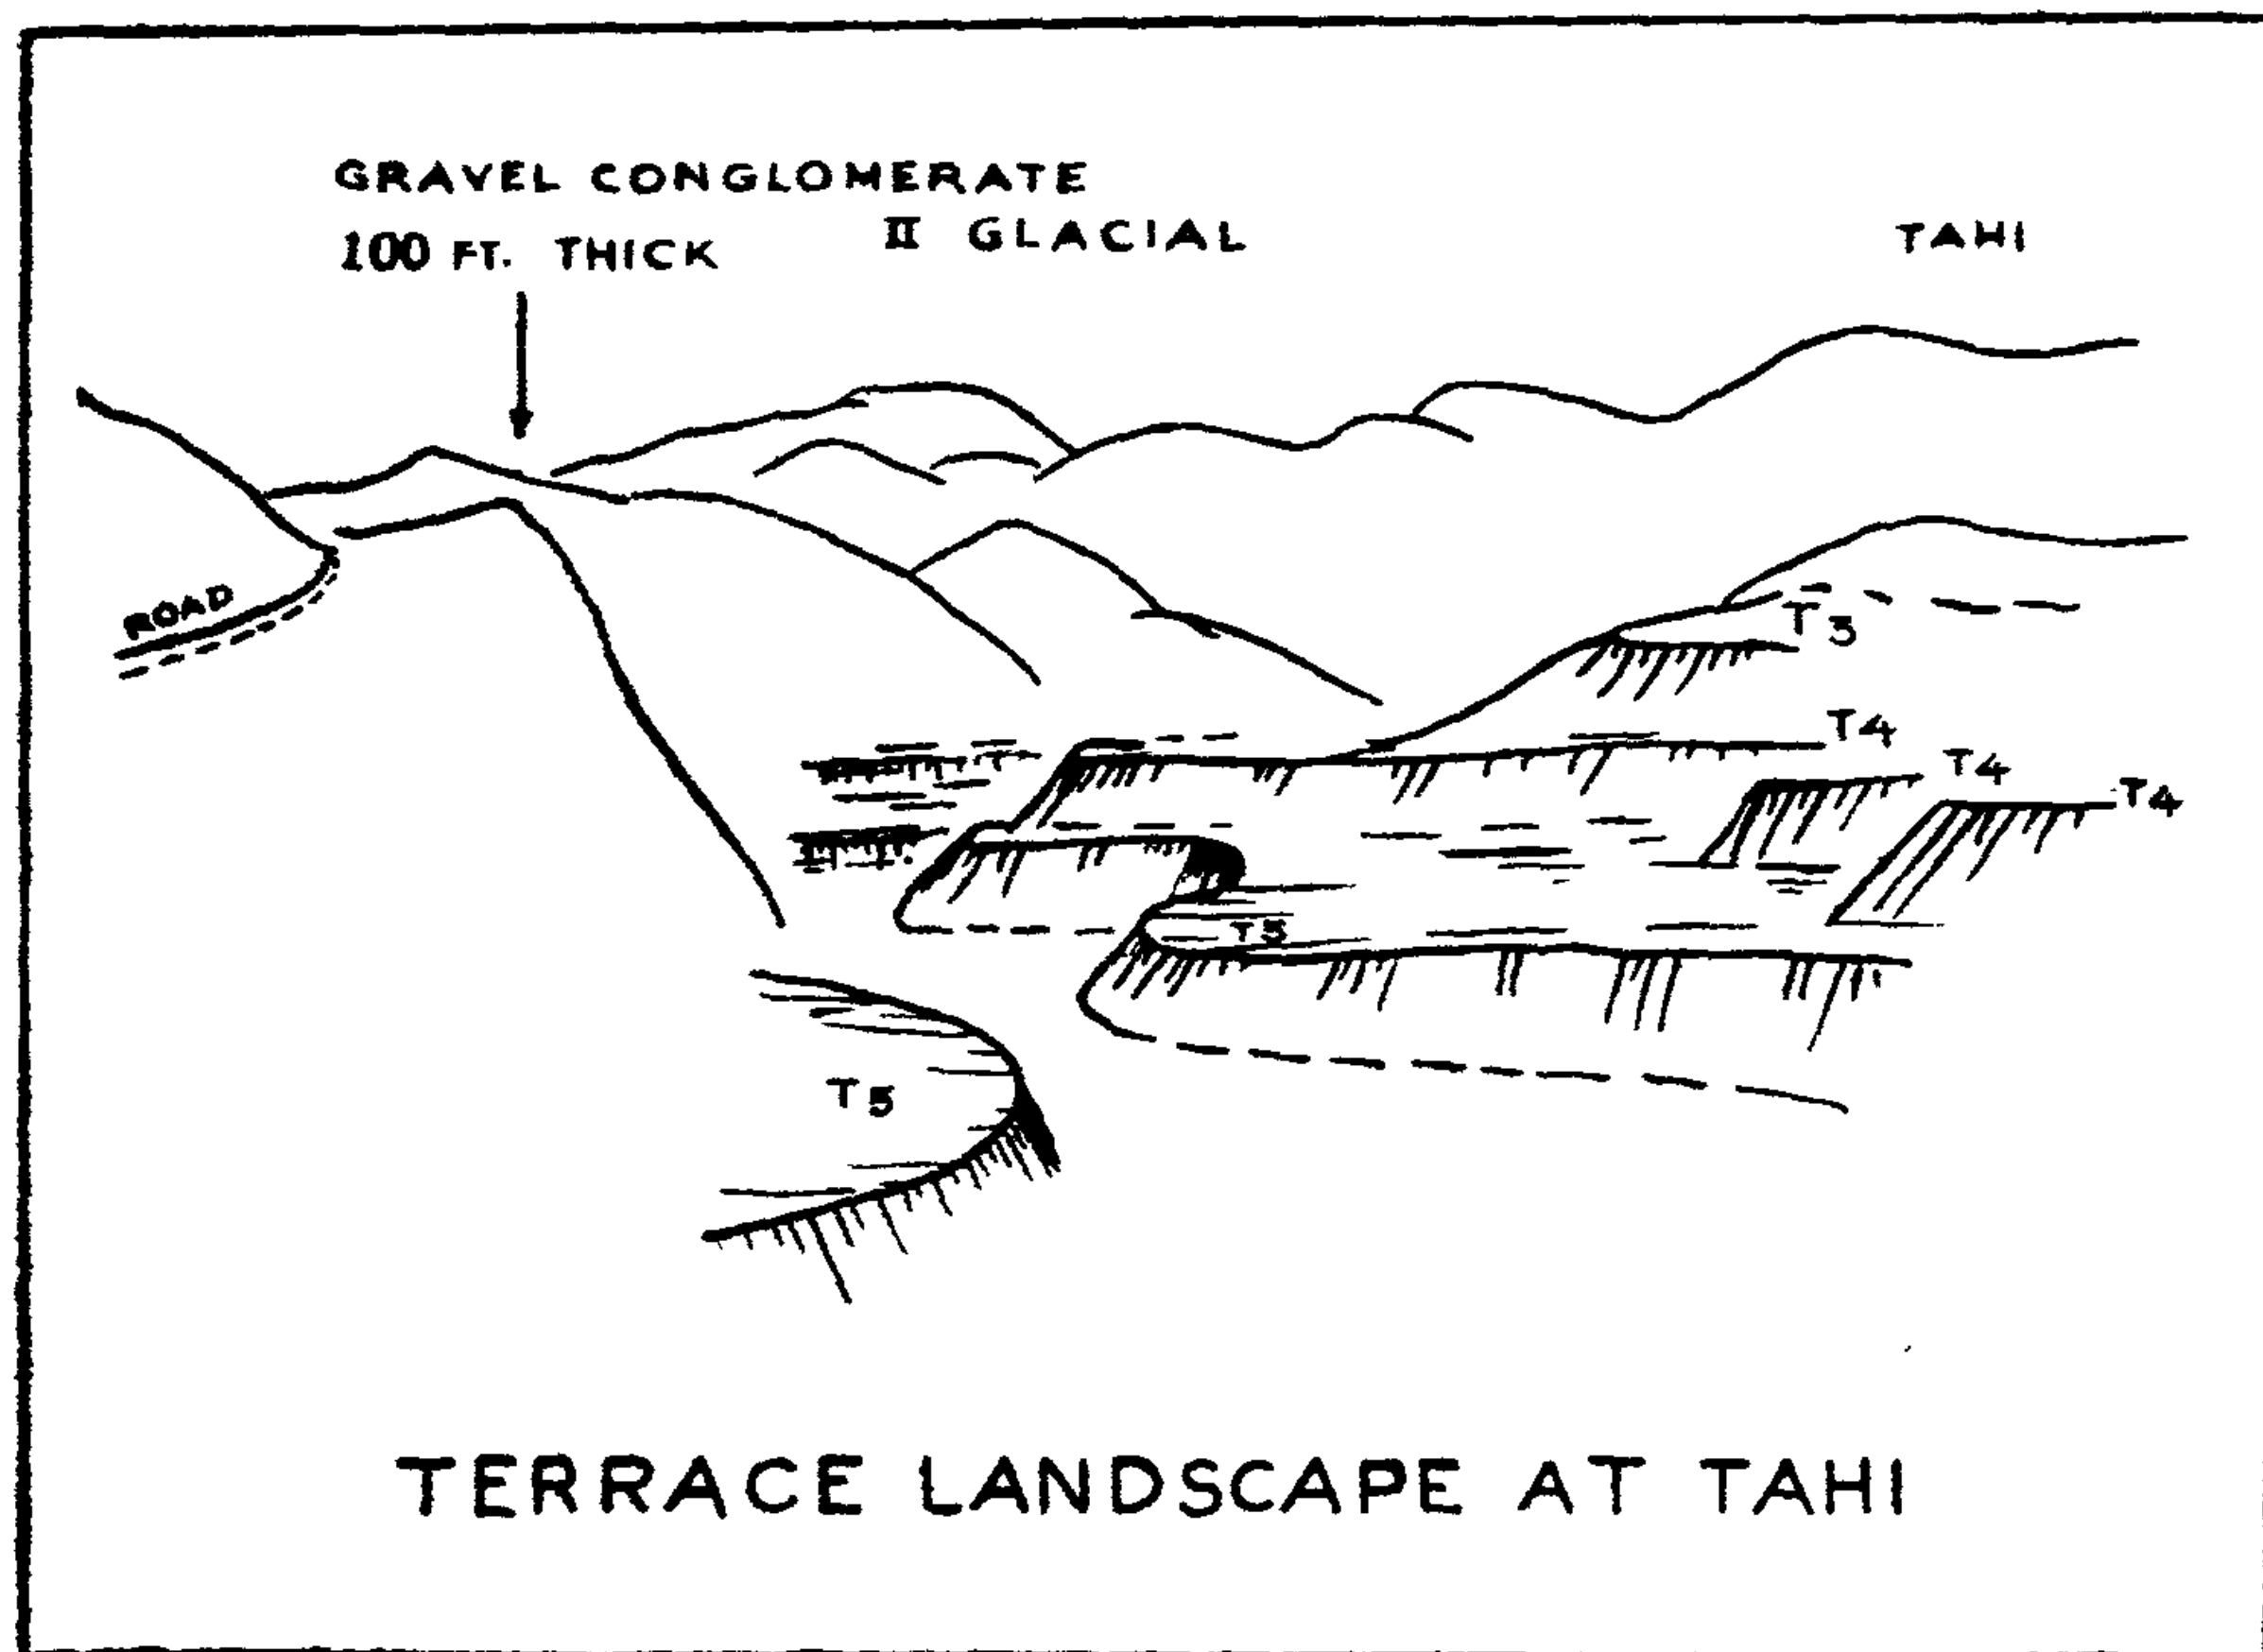 GRAVEL CONGLOMERATE
II GLACIAL
TAHI
100 FT. THICK
ROAD
T3
T4
T4
T4
T5
T5
TERRACE LANDSCAPE AT TAHI